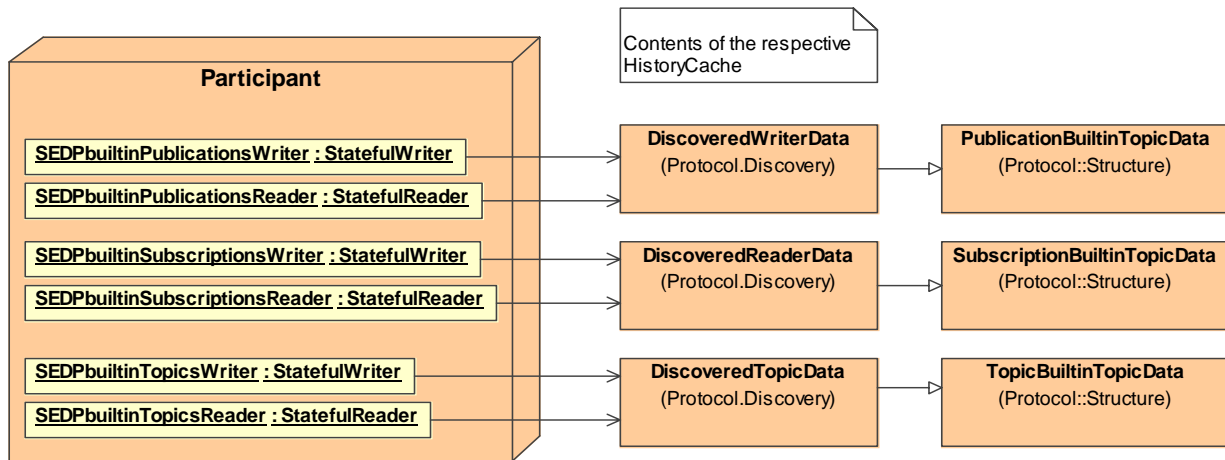 Contents of the respective
HistoryCache
Participant
SEDPbuiltinPublicationsWriter : StatefulWriter
SEDPbuiltinPublicationsReader : StatefulReader
SEDPbuiltinSubscriptionsWriter : StatefulWriter
SEDPbuiltinSubscriptionsReader : StatefulReader
SEDPbuiltinTopicsWriter : StatefulWriter
SEDPbuiltinTopicsReader : StatefulReader
DiscoveredWriterData
(Protocol.Discovery)
PublicationBuiltinTopicData
(Protocol::Structure)
DiscoveredReaderData
(Protocol.Discovery)
SubscriptionBuiltinTopicData
(Protocol::Structure)
DiscoveredTopicData
(Protocol.Discovery)
TopicBuiltinTopicData
(Protocol::Structure)